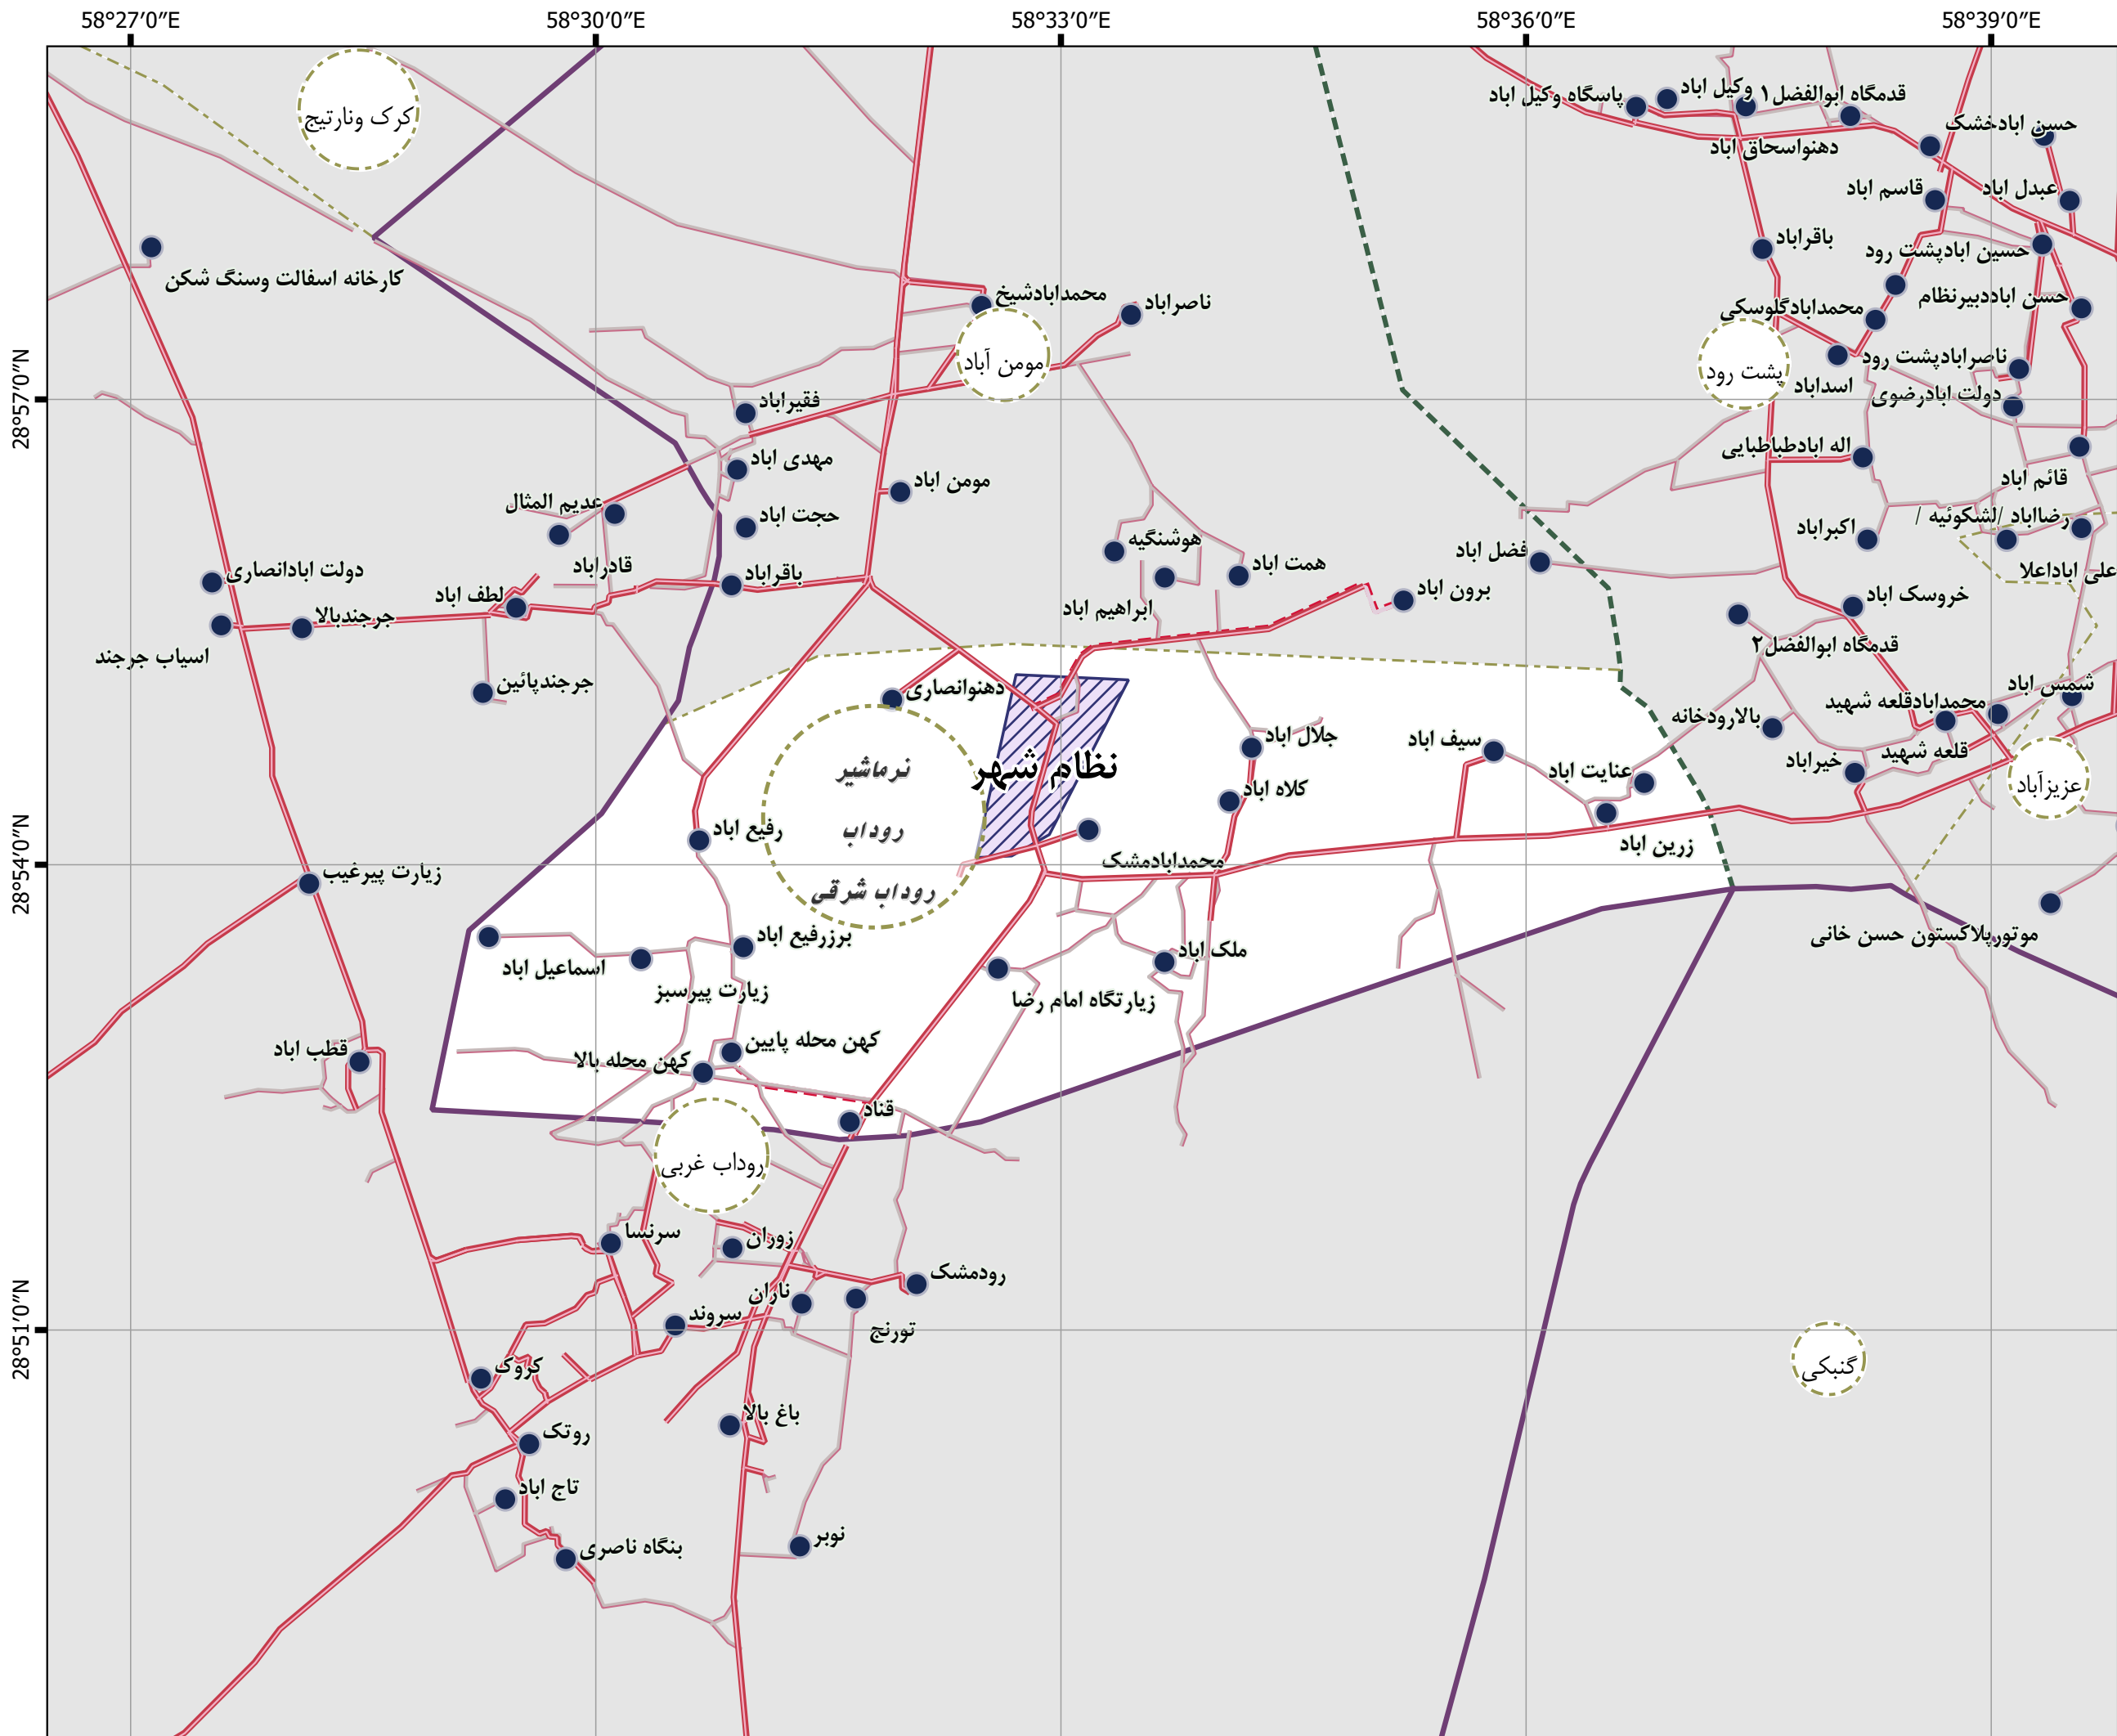 58°27′0″E
58°30′0″E
58°33′0″E
58°36′0″E
58°39′0″E
28°57′0″N
28°54′0″N
28°51′0″N
کرک ونارتیج
پاسگاه وکیل اباد
وکیل اباد
قدمگاه ابوالفضل۱
حسن ابادخشک
دهنواسحاق اباد
قاسم اباد
عبدل اباد
باقراباد
حسین ابادپشت رود
کارخانه اسفالت وسنگ شکن
محمدابادشیخ
ناصراباد
محمدابادگلوسکی
حسن اباددبیرنظام
مومن آباد
پشت رود
ناصرابادپشت رود
اسداباد
دولت ابادرضوی
فقیراباد
مهدی اباد
اله ابادطباطبایی
مومن اباد
قائم اباد
عدیم المثال
حجت اباد
اکبراباد
رضااباد /لشکوئیه /
هوشنگیه
فضل اباد
همت اباد
دولت ابادانصاری
قادراباد
باقراباد
علی اباداعلا
لطف اباد
برون اباد
خروسک اباد
جرجندبالا
ابراهیم اباد
اسیاب جرجند
قدمگاه ابوالفضل۲
جرجندپائین
دهنوانصاری
شمس اباد
محمدابادقلعه شهید
بالارودخانه
جلال اباد
سیف اباد
قلعه شهید
نظام شهر
نرماشیر
روداب
روداب شرقی
عنایت اباد
خیراباد
عزیزآباد
کلاه اباد
رفیع اباد
زرین اباد
محمدابادمشک
زیارت پیرغیب
برزرفیع اباد
موتورپلاکستون حسن خانی
ملک اباد
اسماعیل اباد
زیارت پیرسبز
زیارتگاه امام رضا
قطب اباد
کهن محله پایین
کهن محله بالا
قناد
روداب غربی
سرنسا
زوران
رودمشک
ناران
سروند
تورنج
گنبکی
کروک
باغ بالا
روتک
تاج اباد
نوبر
بنگاه ناصری